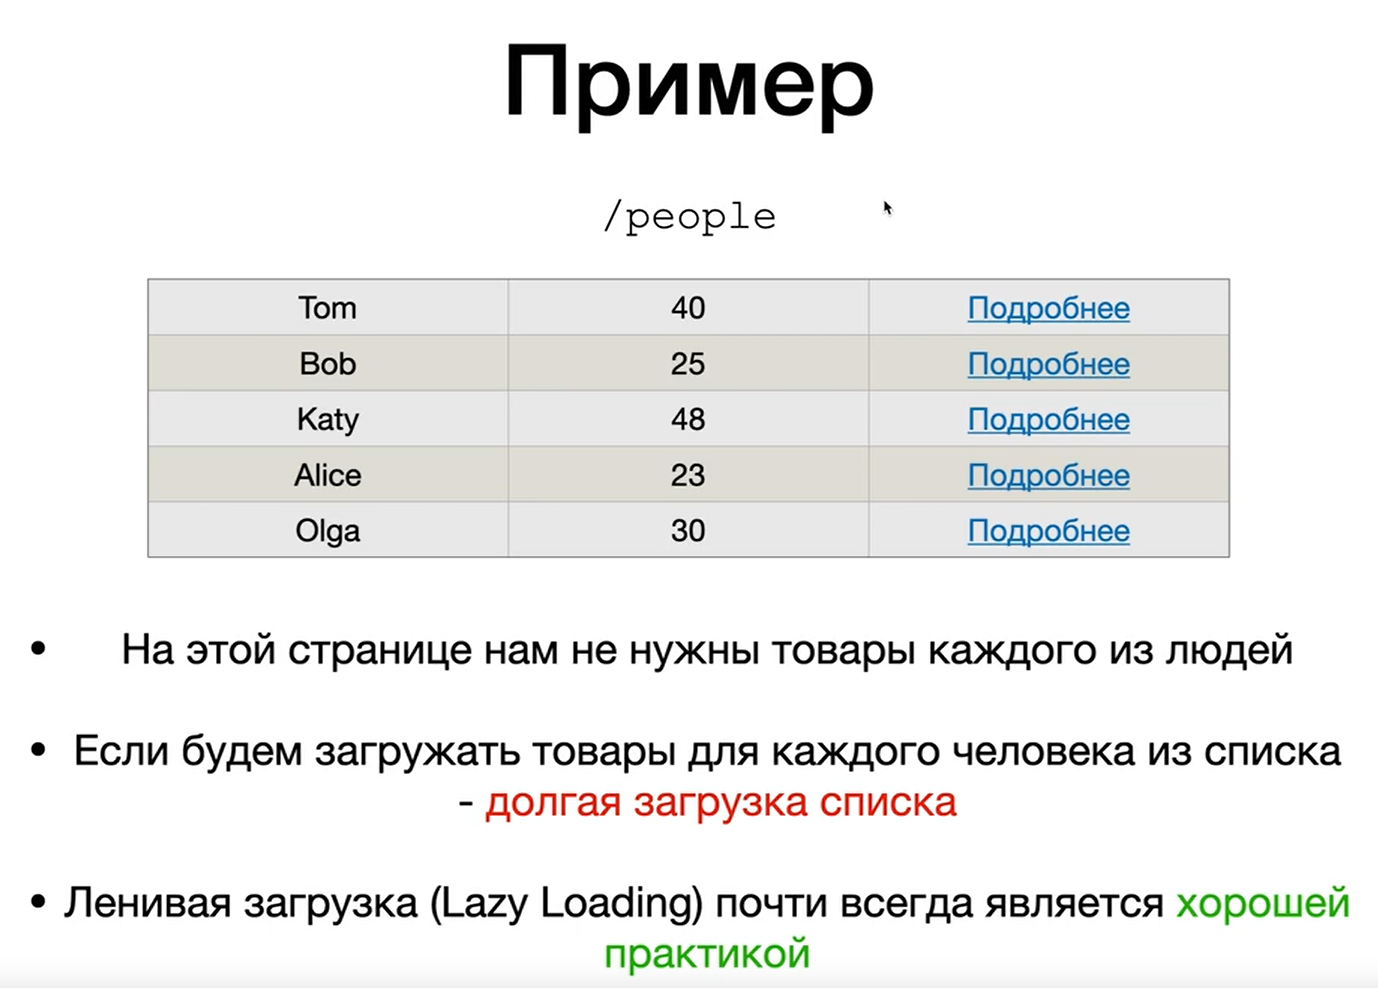 Пример
/people
Tom 40 Подробнее
Bob 25 Подробнее
Katy 48 Подробнее
Alice 23 Подробнее
Olga 30 Подробнее
• На этой странице нам не нужны товары каждого из людей
• Если будем загружать товары для каждого человека из списка
- долгая загрузка списка
• Ленивая загрузка (Lazy Loading) почти всегда является хорошей
практикой